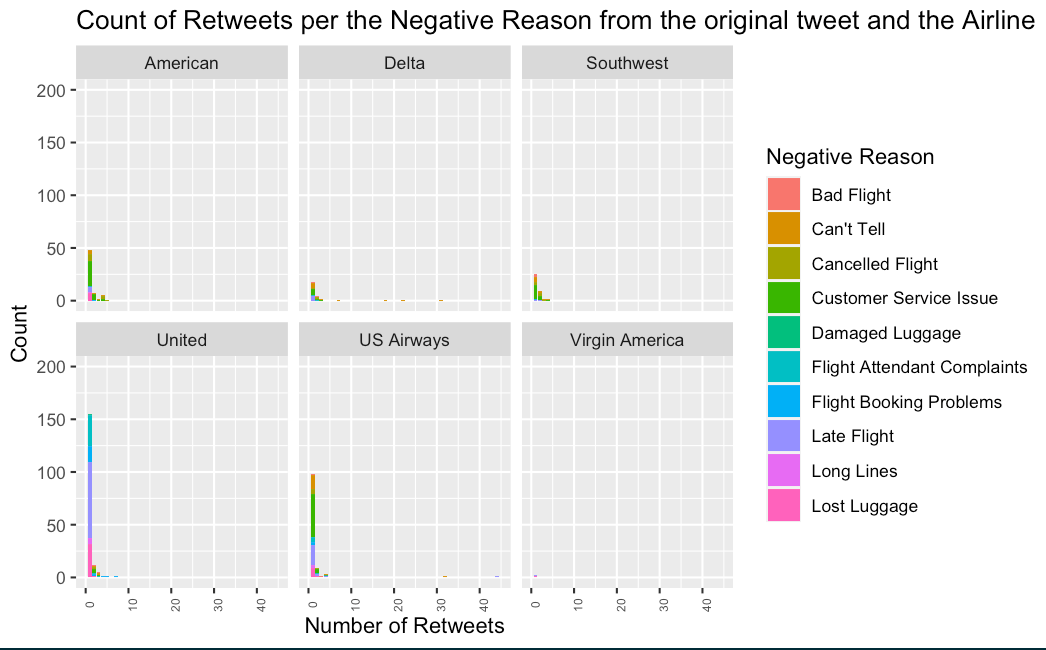 Count of Retweets per the Negative Reason from the original tweet and the Airline
American
Delta
Southwest
200
150
100
50
0
United
US Airways
Virgin America
200
150
100
50
0
Count
0 10 20 30 40
0 10 20 30 40
0 10 20 30 40
Number of Retweets
Negative Reason
Bad Flight
Can't Tell
Cancelled Flight
Customer Service Issue
Damaged Luggage
Flight Attendant Complaints
Flight Booking Problems
Late Flight
Long Lines
Lost Luggage